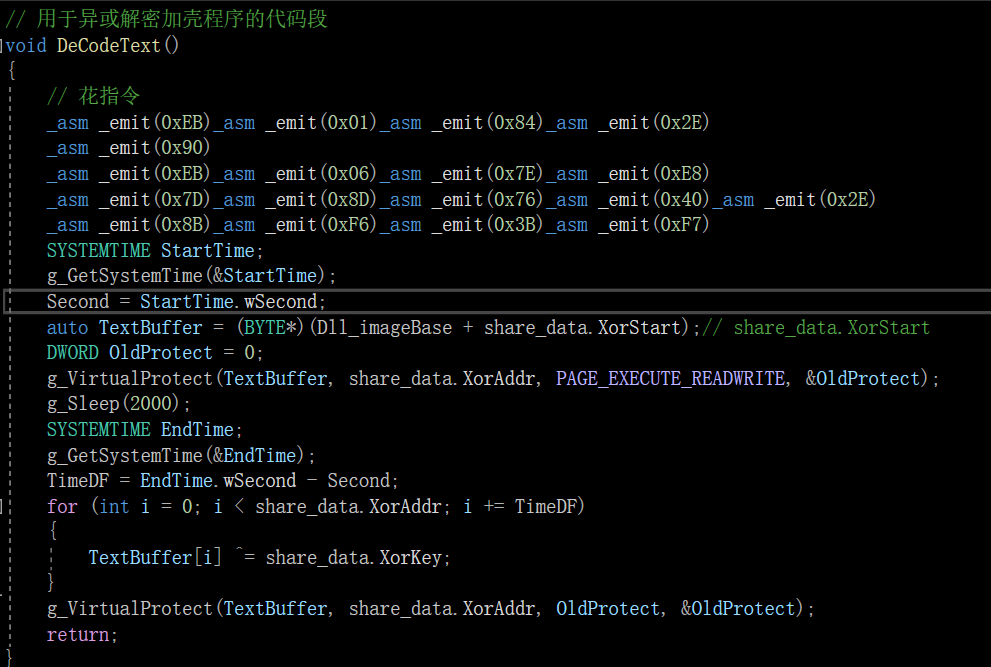 // 用于异或解密加壳程序的代码段
void DeCodeText()
{
// 花指令
_asm _emit(0xEB)_asm _emit(0x01)_asm _emit(0x84)_asm _emit(0x2E)
_asm _emit(0x90)
_asm _emit(0xEB)_asm _emit(0x06)_asm _emit(0x7E)_asm _emit(0xE8)
_asm _emit(0x7D)_asm _emit(0x8D)_asm _emit(0x76)_asm _emit(0x40)_asm _emit(0x2E)
_asm _emit(0x8B)_asm _emit(0xF6)_asm _emit(0x3B)_asm _emit(0xF7)
SYSTEMTIME StartTime;
g_GetSystemTime(&StartTime);
Second = StartTime.wSecond;
auto TextBuffer = (BYTE*)(Dll_imageBase + share_data.XorStart);// share_data.XorStart
DWORD OldProtect = 0;
g_VirtualProtect(TextBuffer, share_data.XorAddr, PAGE_EXECUTE_READWRITE, &OldProtect);
g_Sleep(2000);
SYSTEMTIME EndTime;
g_GetSystemTime(&EndTime);
TimeDF = EndTime.wSecond - Second;
for (int i = 0; i < share_data.XorAddr; i += TimeDF)
{
TextBuffer[i] ^= share_data.XorKey;
}
g_VirtualProtect(TextBuffer, share_data.XorAddr, OldProtect, &OldProtect);
return;
}